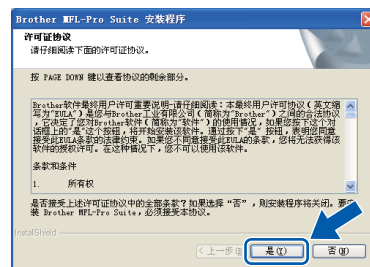 Brother MFL-Pro Suite 安装程序
许可证协议
请仔细阅读下面的许可证协议。
按 PAGE DOWN 键以查看协议的剩余部分。
Brother软件最终用户许可重要说明-请仔细阅读：本最终用户许可协议（英文缩
写为"EULA"）是您与Brother工业有限公司（简称为"Brother"）之间的合法协议
，它决定了您对Brother软件（简称为"软件"）的使用情况，如果您按下这个对
话框上的"是"这个按钮，将开始安装该软件。通过按下"是" 按钮，表明您同意
接受此EULA条款的法律约束。如果您不同意接受此EULA的条款，您将无法获得该
软件的授权许可。在这种情况下，您不可以使用该软件。
条款和条件
1. 所有权
是否接受上述许可证协议中的全部条款？如果选择“否”，则安装程序将关闭。要安
装 Brother MFL-Pro Suite，必须接受本协议。
InstallShield
<上一步(B) 是(Y) 否(N)